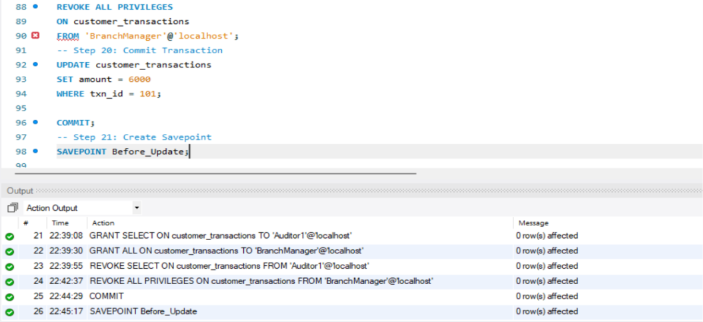 88 REVOKE ALL PRIVILEGES
89 ON customer_transactions
90 FROM 'BranchManager'@'localhost';
91 -- Step 20: Commit Transaction
92 UPDATE customer_transactions
93 SET amount = 6000
94 WHERE txn_id = 101;
95
96 COMMIT;
97 -- Step 21: Create Savepoint
98 SAVEPOINT Before_Update;
99
Output
Action Output
# Time Action Message
21 22:39:08 GRANT SELECT ON customer_transactions TO 'Auditor1'@'localhost' 0 row(s) affected
22 22:39:30 GRANT ALL ON customer_transactions TO 'BranchManager'@'localhost' 0 row(s) affected
23 22:39:55 REVOKE SELECT ON customer_transactions FROM 'Auditor1'@'localhost' 0 row(s) affected
24 22:42:37 REVOKE ALL PRIVILEGES ON customer_transactions FROM 'BranchManager'@'localhost' 0 row(s) affected
25 22:44:29 COMMIT 0 row(s) affected
26 22:45:17 SAVEPOINT Before_Update 0 row(s) affected